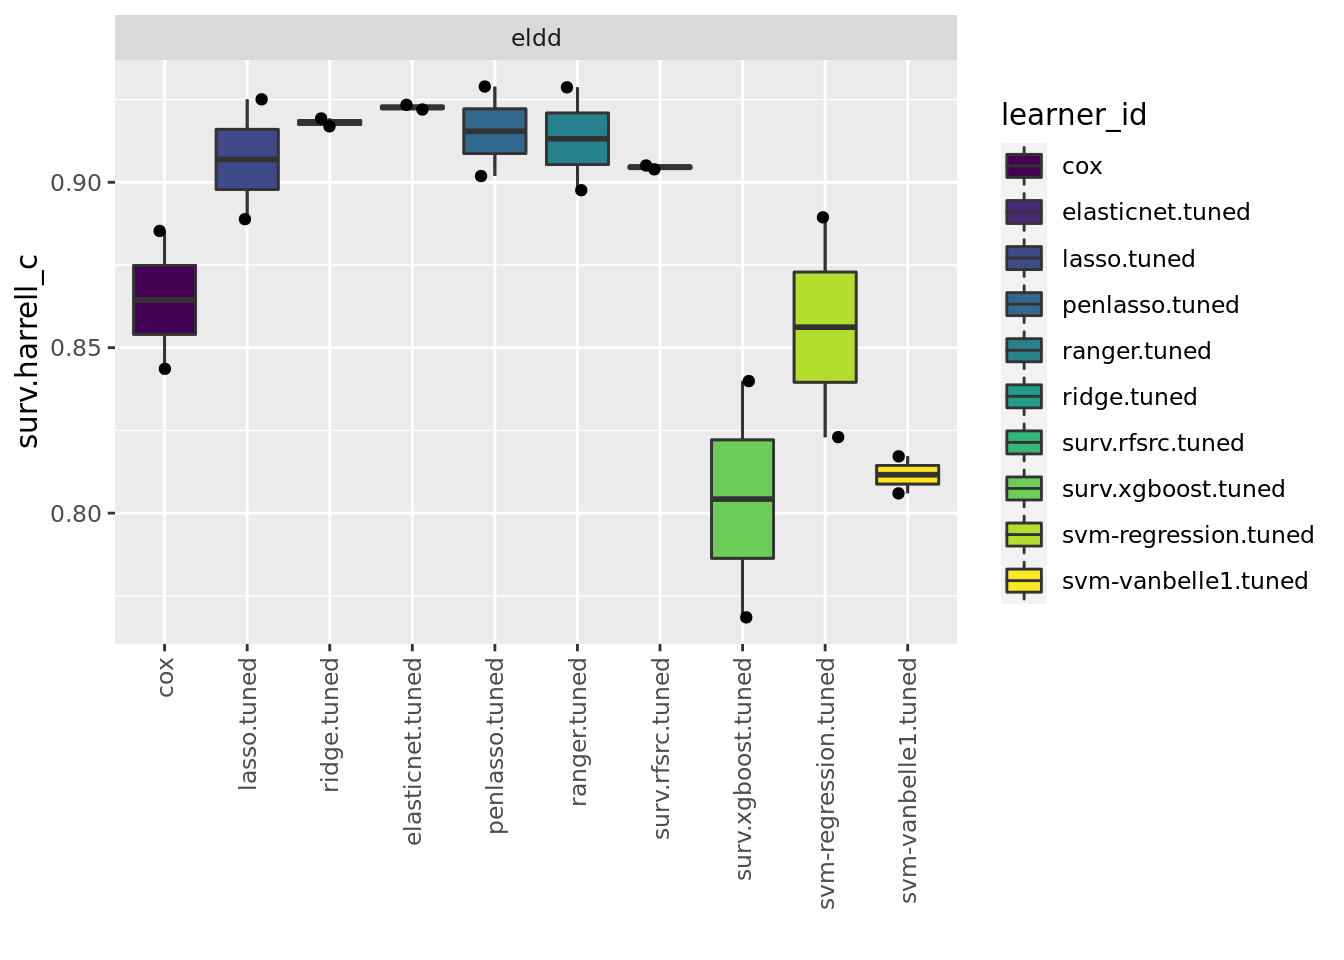 eldd
surv.harrell_c
0.90
0.85
0.80
cox
lasso.tuned
ridge.tuned
elasticnet.tuned
penlasso.tuned
ranger.tuned
surv.rfsrc.tuned
surv.xgboost.tuned
svm-regression.tuned
svm-vanbelle1.tuned
learner_id
cox
elasticnet.tuned
lasso.tuned
penlasso.tuned
ranger.tuned
ridge.tuned
surv.rfsrc.tuned
surv.xgboost.tuned
svm-regression.tuned
svm-vanbelle1.tuned